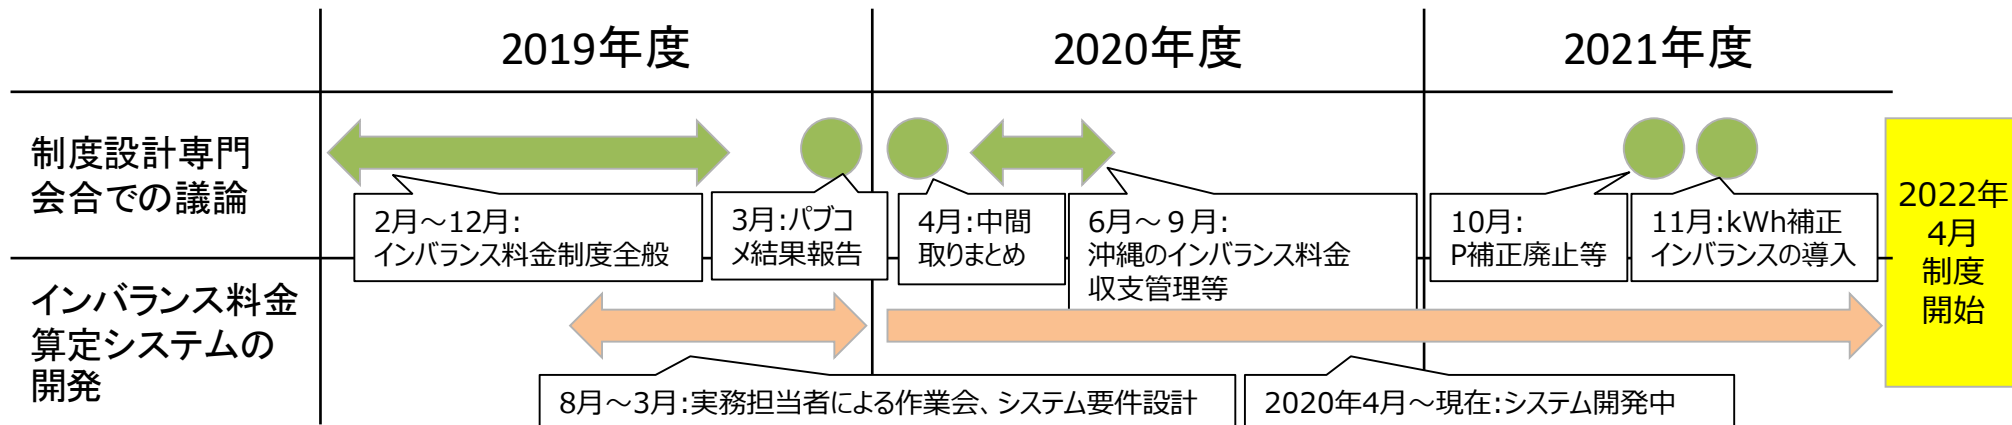 2019年度
2020年度
2021年度
制度設計専門
会合での議論
2月～12月:
インバランス料金制度全般
3月:パブコ
メ結果報告
4月:中間
取りまとめ
6月～９月:
沖縄のインバランス料金
収支管理等
10月:
P補正廃止等
11月:kWh補正
インバランスの導入
2022年
4月
制度
開始
インバランス料金
算定システムの
開発
8月～3月:実務担当者による作業会、システム要件設計
2020年4月～現在:システム開発中